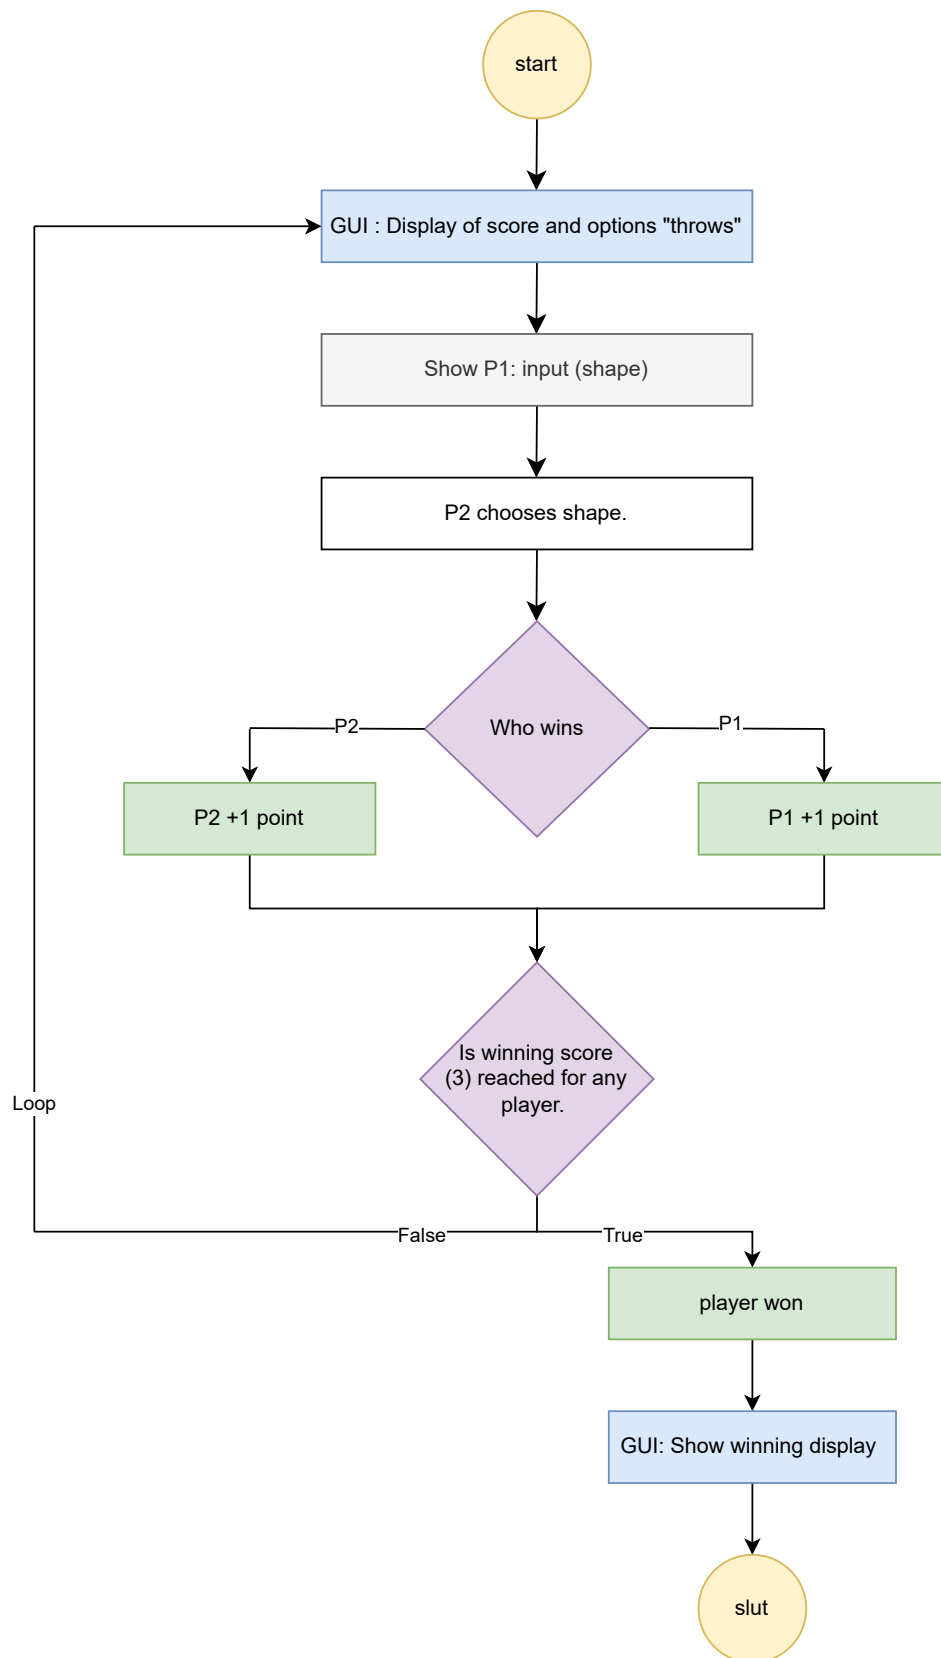 start
GUI : Display of score and options "throws"
Show P1: input (shape)
P2 chooses shape.
Who wins
P2
P1
P2 +1 point
P1 +1 point
Is winning score
(3) reached for any
player.
Loop
False
True
player won
GUI: Show winning display
slut